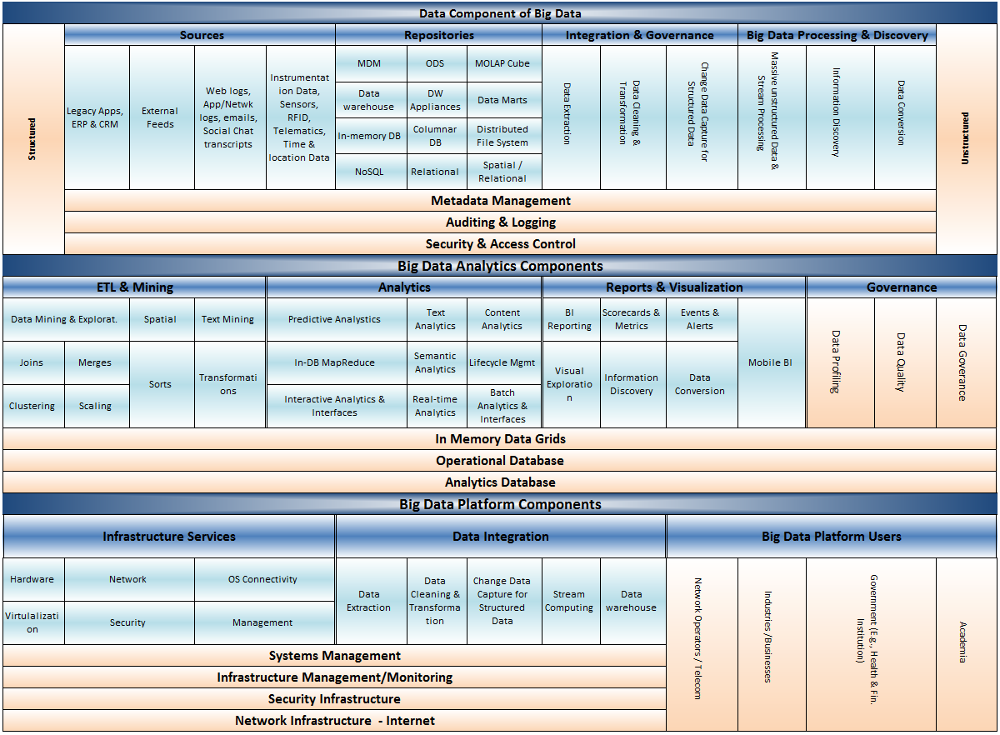 Data Component of Big Data
Structured
Sources
Repositories
Integration & Governance
Big Data Processing & Discovery
Unstructured
Legacy Apps,
ERP & CRM
External
Feeds
Web logs,
App/Netwk
logs, emails,
Social Chat
transcripts
Instrumentat
ion Data,
Sensors,
RFID,
Telematics,
Time &
location Data
MDM
ODS
MOLAP Cube
Data
warehouse
DW
Appliances
Data Marts
In-memory DB
Columnar
DB
Distributed
File System
NoSQL
Relational
Spatial /
Relational
Data Extraction
Data Cleaning &
Transformation
Change Data Capture for
Structured Data
Massive unstructured Data &
Stream Processing
Information Discovery
Data Conversion
Metadata Management
Auditing & Logging
Security & Access Control
Big Data Analytics Components
ETL & Mining
Analytics
Reports & Visualization
Governance
Data Mining & Explorat.
Spatial
Text Mining
Joins
Merges
Sorts
Transformati
ons
Clustering
Scaling
Predictive Analystics
Text
Analytics
Content
Analytics
In-DB MapReduce
Semantic
Analytics
Lifecycle Mgmt
Interactive Analytics &
Interfaces
Real-time
Analytics
Batch
Analytics &
Interfaces
BI
Reporting
Scorecards &
Metrics
Events &
Alerts
Mobile BI
Visual
Exploratio
n
Information
Discovery
Data
Conversion
Data Profiling
Data Quality
Data Goverance
In Memory Data Grids
Operational Database
Analytics Database
Big Data Platform Components
Infrastructure Services
Data Integration
Big Data Platform Users
Hardware
Network
OS Connectivity
Virtulalizati
on
Security
Management
Data
Extraction
Data
Cleaning &
Transforma
tion
Change Data
Capture for
Structured
Data
Stream
Computing
Data
warehouse
Network Operators / Telecom
Industries /Businesses
Government (E.g., Health & Fin.
Institution)
Academia
Systems Management
Infrastructure Management/Monitoring
Security Infrastructure
Network Infrastructure - Internet